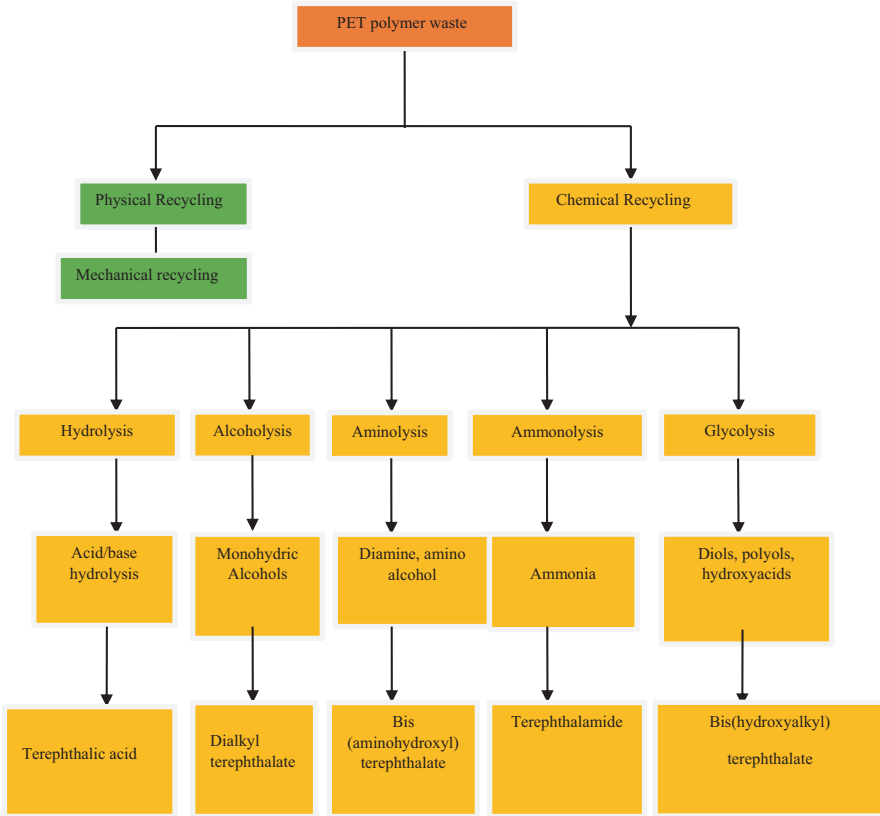 PET polymer waste
Physical Recycling
Chemical Recycling
Mechanical recycling
Hydrolysis
Alcoholysis
Aminolysis
Ammonolysis
Glycolysis
Acid/base
hydrolysis
Monohydric
Alcohols
Diamine, amino
alcohol
Ammonia
Diols, polyols,
hydroxyacids
Terephthalic acid
Dialkyl
terephthalate
Bis
(aminohydroxyl)
terephthalate
Terephthalamide
Bis(hydroxyalkyl)
terephthalate